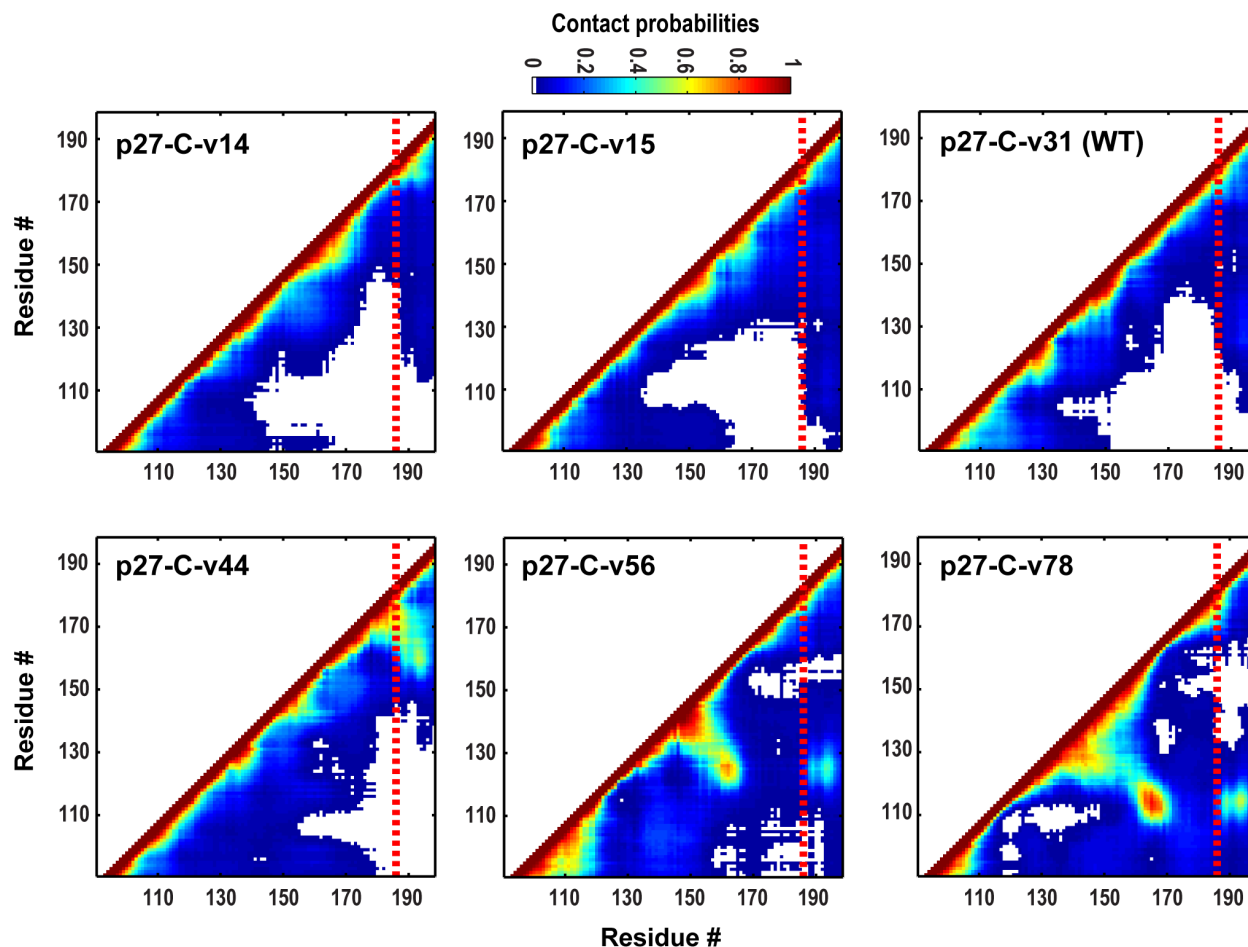 Contact probabilities
0 0.2 0.4 0.6 0.8 1
p27-C-v14 p27-C-v15 p27-C-v31 (WT)
190 190 190
170 170 170
150 150 150
130 130 130
110 110 110
Residue #
110 130 150 170 190 110 130 150 170 190 110 130 150 170 190
p27-C-v44 p27-C-v56 p27-C-v78
190 190 190
170 170 170
150 150 150
130 130 130
110 110 110
Residue #
110 130 150 170 190 110 130 150 170 190 110 130 150 170 190
Residue #